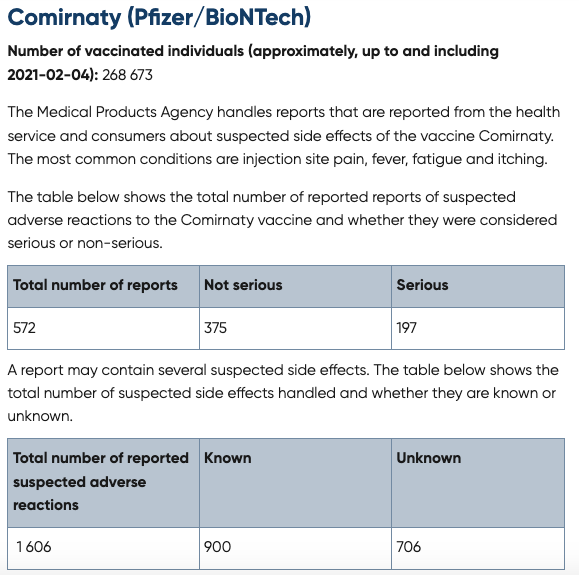 Comirnaty (Pfizer/BioNTech)
Number of vaccinated individuals (approximately, up to and including
2021-02-04): 268 673
The Medical Products Agency handles reports that are reported from the health
service and consumers about suspected side effects of the vaccine Comirnaty.
The most common conditions are injection site pain, fever, fatigue and itching.
The table below shows the total number of reported reports of suspected
adverse reactions to the Comirnaty vaccine and whether they were considered
serious or non-serious.
Total number of reports Not serious Serious
572 375 197
A report may contain several suspected side effects. The table below shows the
total number of suspected side effects handled and whether they are known or
unknown.
Total number of reported Known Unknown
suspected adverse
reactions
1 606 900 706